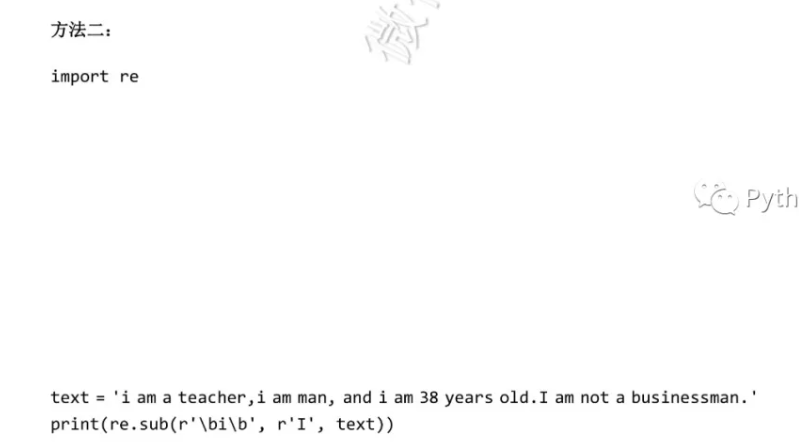 方法二:
微
import re
Pyth
text = 'i am a teacher,i am man, and i am 38 years old.I am not a businessman.'
print(re.sub(r'\bi\b', r'I', text))